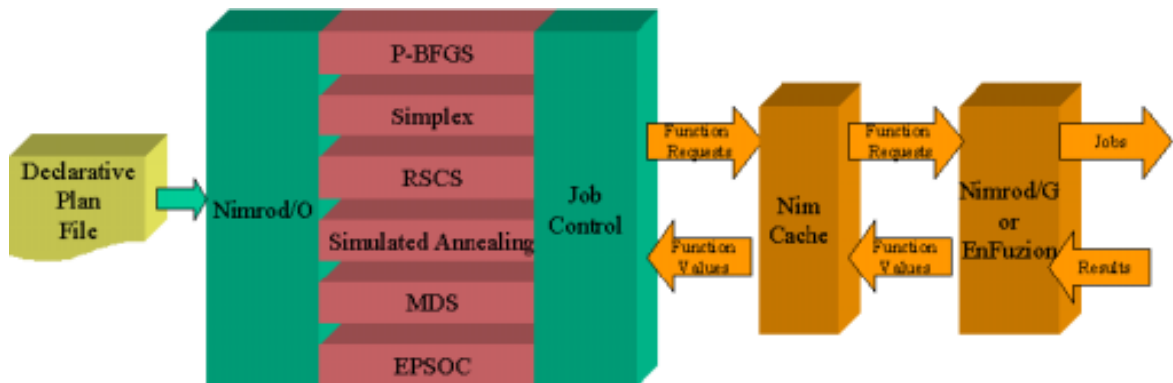 Declarative
Plan
File
Nimrod/O
P-BFGS
Simplex
RSCS
Simulated Annealing
MDS
EPSOC
Job
Control
Function
Requests
Function
Values
Nim
Cache
Function
Requests
Function
Values
Nimrod/G
or
EnFuzion
Jobs
Results